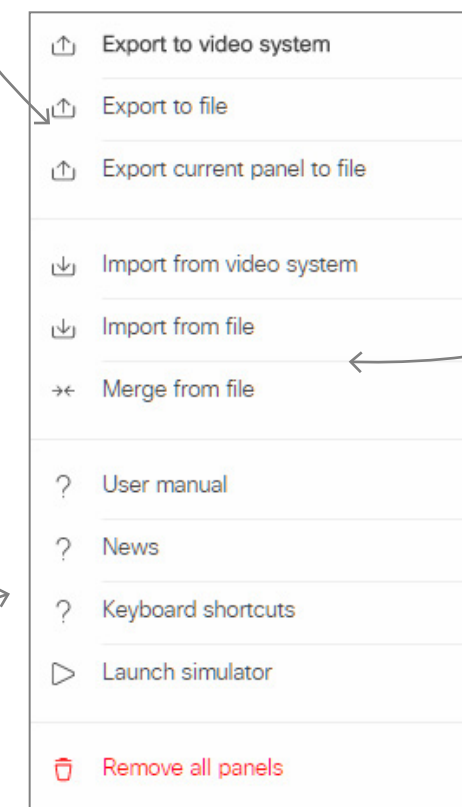 Export to video system
Export to file
Export current panel to file
Import from video system
Import from file
Merge from file
User manual
News
Keyboard shortcuts
Launch simulator
Remove all panels